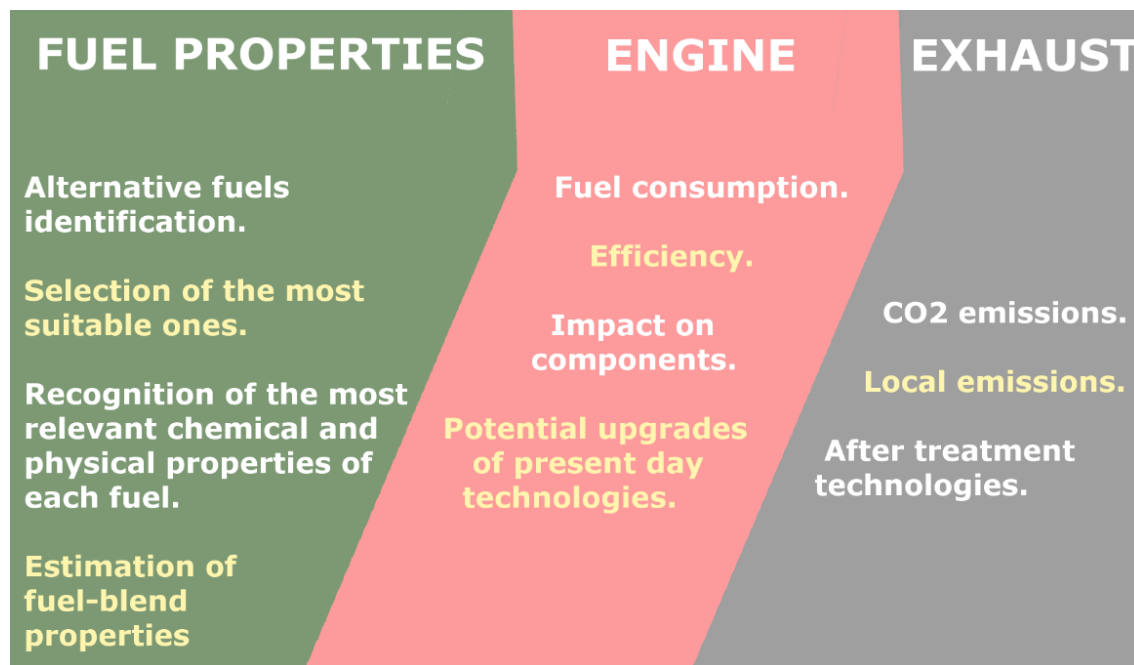 FUEL PROPERTIES
Alternative fuels
identification.
Selection of the most
suitable ones.
Recognition of the most
relevant chemical and
physical properties of
each fuel.
Estimation of
fuel-blend
properties
ENGINE
Fuel consumption.
Efficiency.
Impact on
components.
Potential upgrades
of present day
technologies.
EXHAUST
CO2 emissions.
Local emissions.
After treatment
technologies.